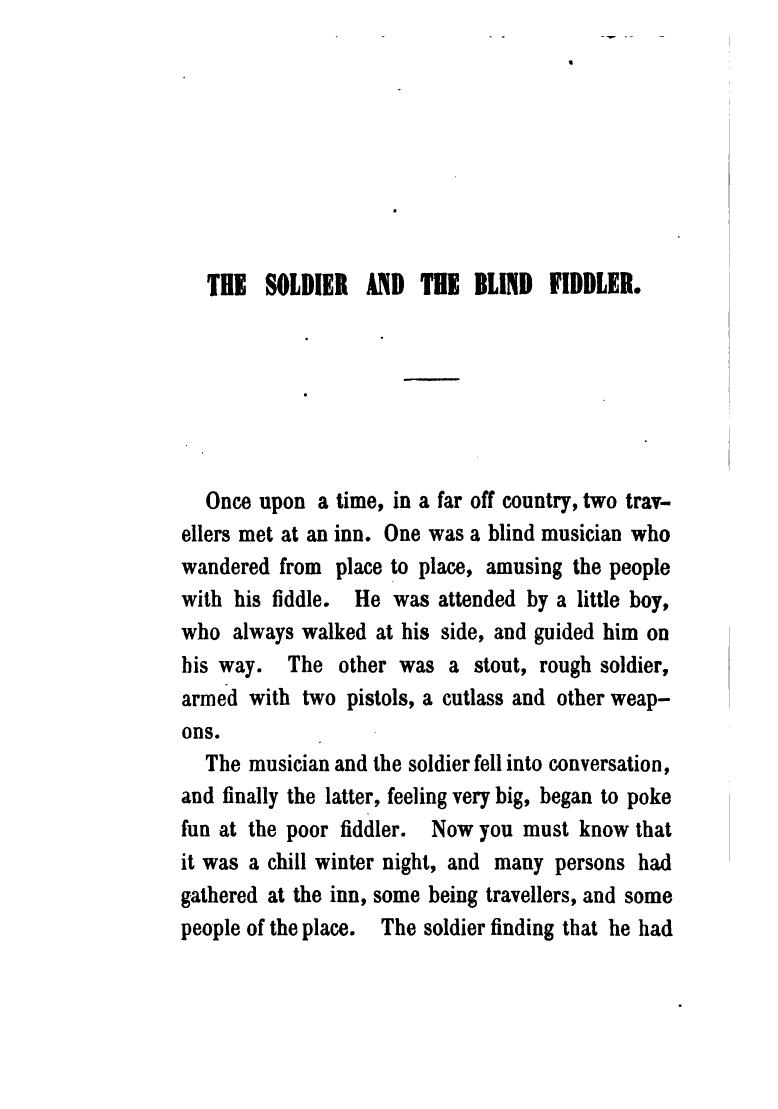 THE SOLDIER AND THE BLIND FIDDLER.
Once upon a time, in a far off country, two trav-
ellers met at an inn. One was a blind musician who
wandered from place to place, amusing the people
with his fiddle. He was attended by a little boy,
who always walked at his side, and guided him on
his way. The other was a stout, rough soldier,
armed with two pistols, a cutlass and other weap-
ons.
The musician and the soldier fell into conversation,
and finally the latter, feeling very big, began to poke
fun at the poor fiddler. Now you must know that
it was a chill winter night, and many persons had
gathered at the inn, some being travellers, and some
people of the place. The soldier finding that he had